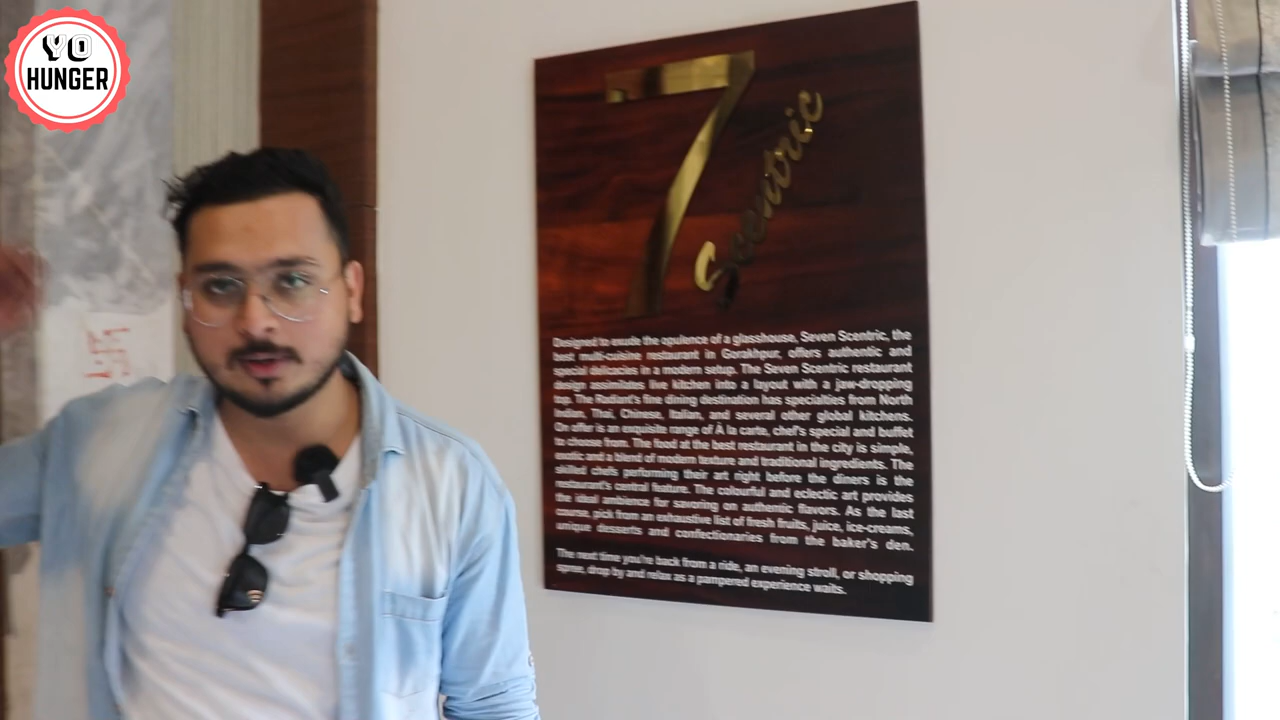 YO
HUNGER
7
Scentric
Designed to exude the opulence of a glasshouse, Seven Scentric, the
best multi-cuisine restaurant in Gorakhpur, offers authentic and
special delicacies in a modern setup. The Seven Scentric restaurant
design assimilates live kitchen into a layout with a jaw-dropping
top. The Radiant's fine dining destination has specialties from North
Indian, Thai, Chinese, Italian, and several other global kitchens.
On offer is an exquisite range of À la carte, chef's special and buffet
to choose from. The food at the best restaurant in the city is simple,
exotic and a blend of modern texture and traditional ingredients. The
skilled chefs performing their art right before the diners is the
restaurant's central feature. The colourful and eclectic art provides
the ideal ambiance for savoring on authentic flavors. As the last
course, pick from an exhaustive list of fresh fruits, juice, ice-creams,
unique desserts and confectionaries from the baker's den.
The next time you're back from a ride, an evening stroll, or shopping
spree, drop by and relax as a pampered experience waits.